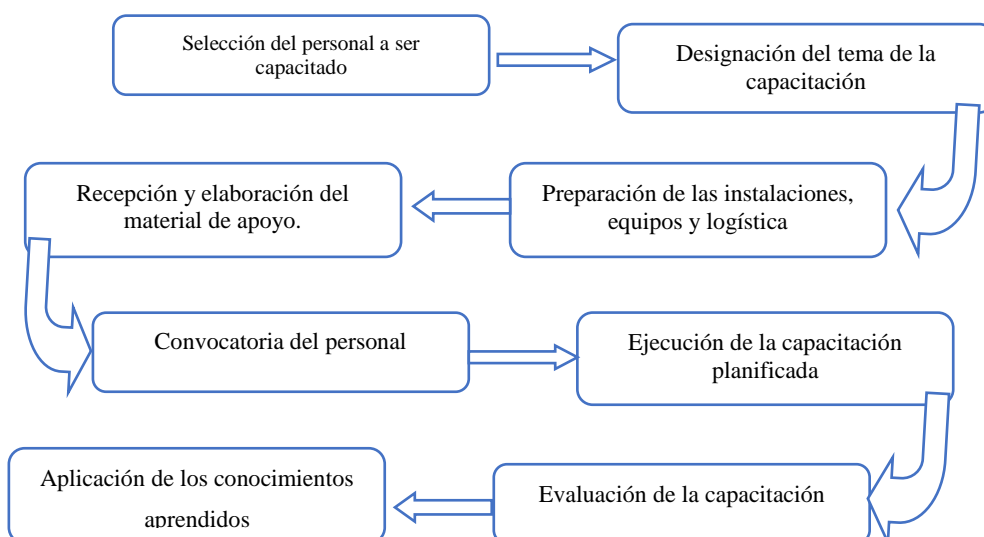 Selección del personal a ser
capacitado
Designación del tema de la
capacitación
Preparación de las instalaciones,
equipos y logística
Recepción y elaboración del
material de apoyo.
Convocatoria del personal
Ejecución de la capacitación
planificada
Evaluación de la capacitación
Aplicación de los conocimientos
aprendidos